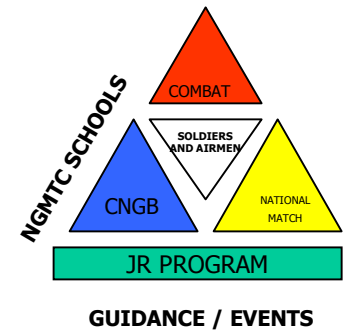 COMBAT
NGMTC SCHOOLS
SOLDIERS
AND AIRMEN
CNGB
NATIONAL
MATCH
JR PROGRAM
GUIDANCE / EVENTS